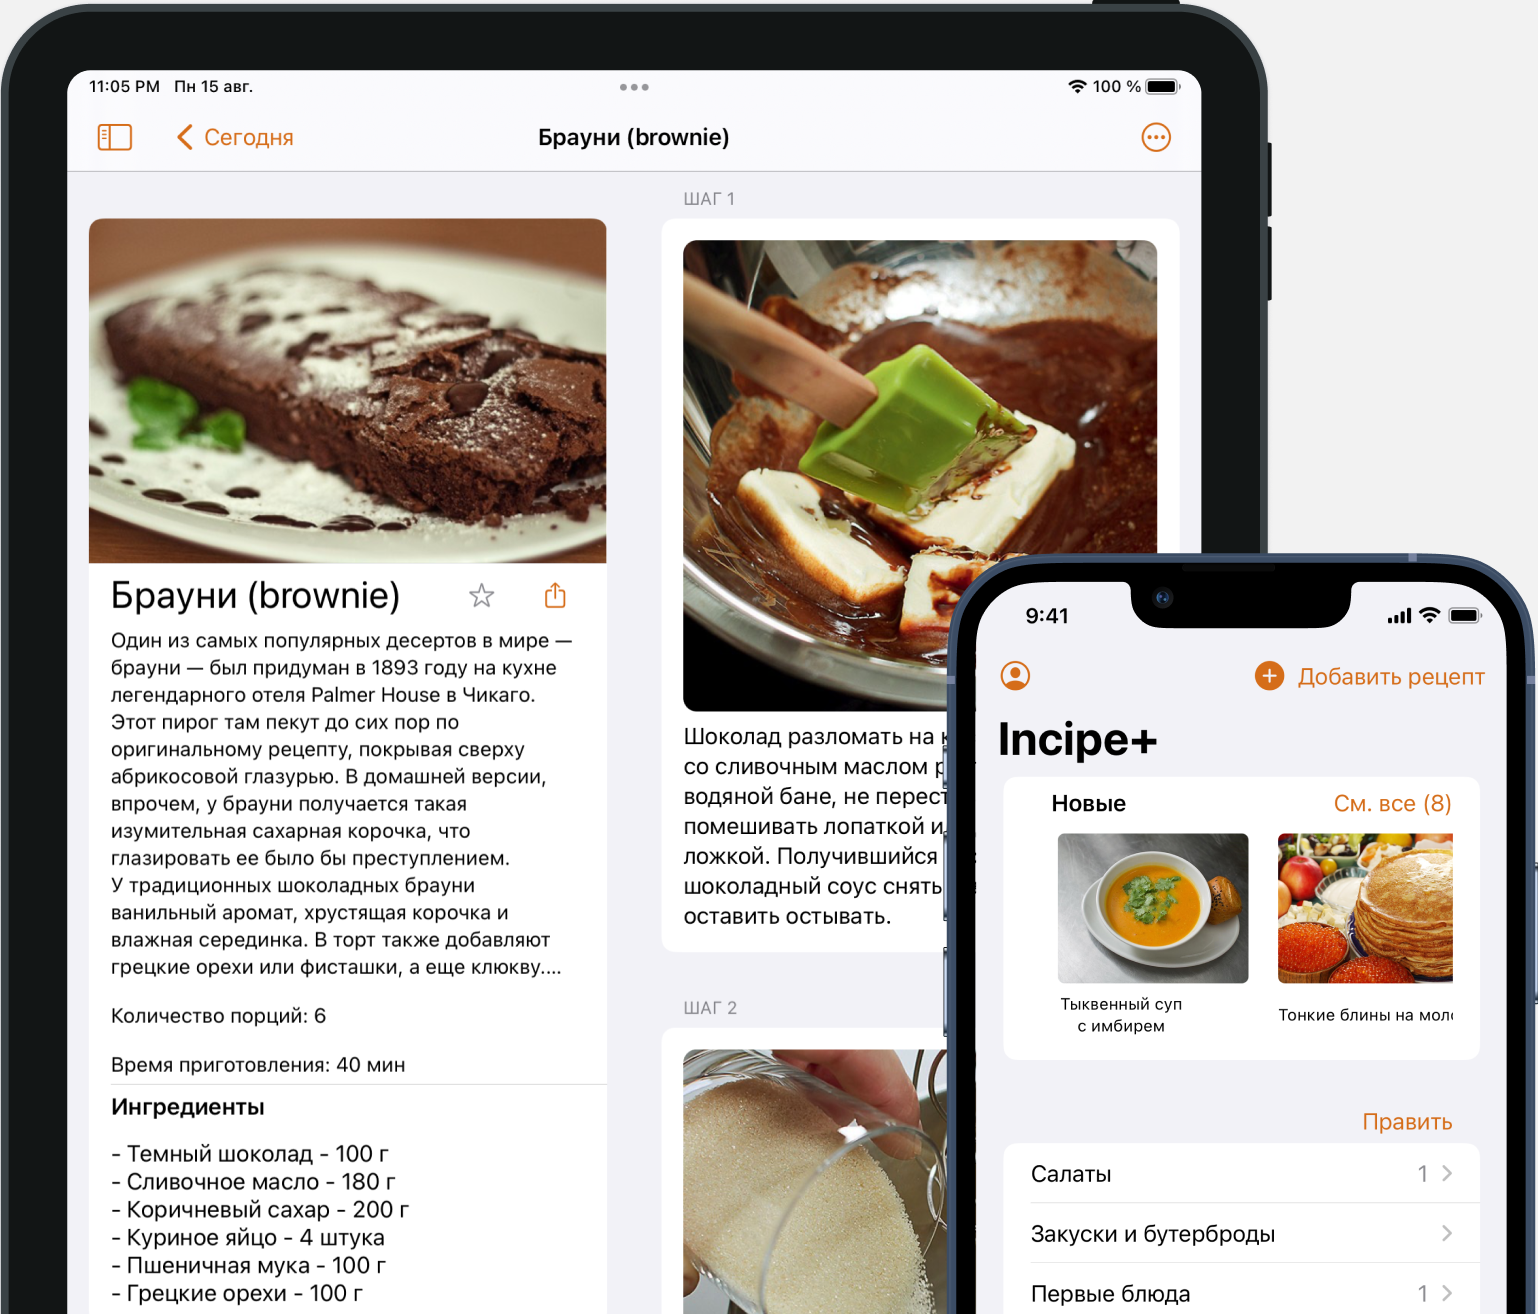 11:05 PM Пн 15 авг.
100 %
Сегодня
Брауни (brownie)
Брауни (brownie)
Один из самых популярных десертов в мире —
брауни — был придуман в 1893 году на кухне
легендарного отеля Palmer House в Чикаго.
Этот пирог там пекут до сих пор по
оригинальному рецепту, покрывая сверху
абрикосовой глазурью. В домашней версии,
впрочем, у брауни получается такая
изумительная сахарная корочка, что
глазировать ее было бы преступлением.
У традиционных шоколадных брауни
ванильный аромат, хрустящая корочка и
влажная серединка. В торт также добавляют
грецкие орехи или фисташки, а еще клюкву....
Количество порций: 6
Время приготовления: 40 мин
Ингредиенты
- Темный шоколад - 100 г
- Сливочное масло - 180 г
- Коричневый сахар - 200 г
- Куриное яйцо - 4 штука
- Пшеничная мука - 100 г
- Грецкие орехи - 100 г
ШАГ 1
Шоколад разломать на
со сливочным маслом
водяной бане, не перест
помешивать лопаткой и
ложкой. Получившийся
шоколадный соус снять
оставить остывать.
ШАГ 2
9:41
Добавить рецепт
Incipe+
Новые
См. все (8)
Тыквенный суп
с имбирем
Тонкие блины на мол
Править
Салаты 1
Закуски и бутерброды
Первые блюда 1